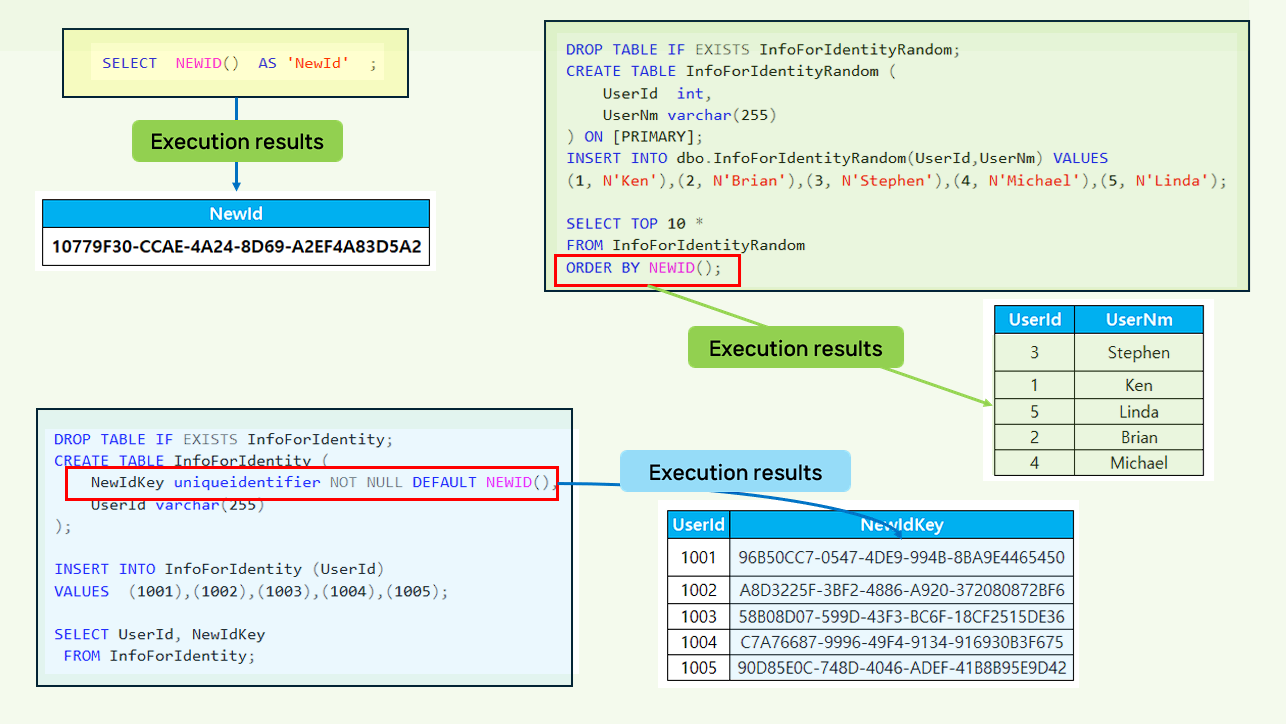 SELECT  NEWID()  AS 'NewId'  ;
Execution results
NewId
10779F30-CCAE-4A24-8D69-A2EF4A83D5A2
DROP TABLE IF EXISTS InfoForIdentityRandom;
CREATE TABLE InfoForIdentityRandom (
    UserId  int,
    UserNm varchar(255)
) ON [PRIMARY];
INSERT INTO dbo.InfoForIdentityRandom(UserId,UserNm) VALUES
(1, N'Ken'),(2, N'Brian'),(3, N'Stephen'),(4, N'Michael'),(5, N'Linda');
SELECT TOP 10 *
FROM InfoForIdentityRandom
ORDER BY NEWID();
Execution results
UserId UserNm
3 Stephen
1 Ken
5 Linda
2 Brian
4 Michael
DROP TABLE IF EXISTS InfoForIdentity;
CREATE TABLE InfoForIdentity (
    NewIdKey uniqueidentifier NOT NULL DEFAULT NEWID(),
    UserId varchar(255)
);
INSERT INTO InfoForIdentity (UserId)
VALUES  (1001),(1002),(1003),(1004),(1005);
SELECT UserId, NewIdKey
 FROM InfoForIdentity;
Execution results
UserId NewIdKey
1001 96B50CC7-0547-4DE9-994B-8BA9E4465450
1002 A8D3225F-3BF2-4886-A920-372080872BF6
1003 58B08D07-599D-43F3-BC6F-18CF2515DE36
1004 C7A76687-9996-49F4-9134-916930B3F675
1005 90D85E0C-748D-4046-ADEF-41B8B95E9D42